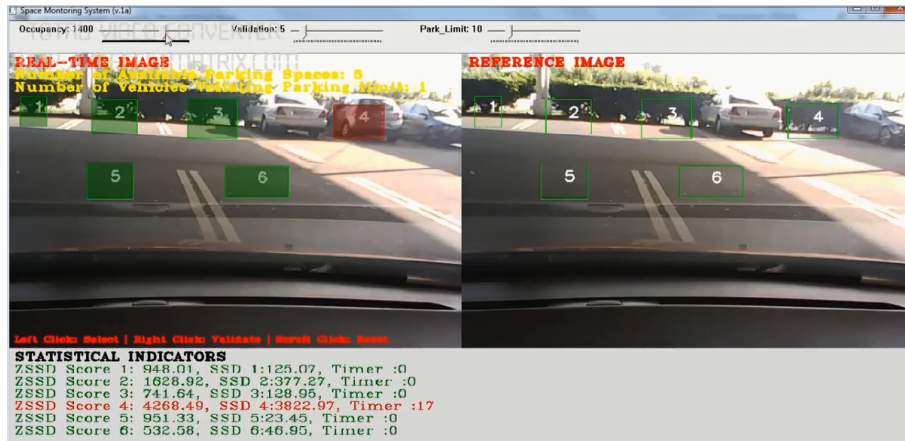 Space Montoring System (v.1a)
Occupancy: 1400
Validation: 5
Park_Limit: 10
TOTAL VIDEO CONVERTER
REAL-TIME IMAGE
REFERENCE IMAGE
Number of Available Parking Spaces: 5
Number of Vehicles Violating Parking Limit: 1
1
2
3
4
5
6
1
2
3
4
5
6
Left Click: Select | Right Click: Validate | Scroll Click: Reset
STATISTICAL INDICATORS
ZSSD Score 1: 948.01, SSD 1:125.07, Timer :0
ZSSD Score 2: 1628.92, SSD 2:377.27, Timer :0
ZSSD Score 3: 741.64, SSD 3:128.95, Timer :0
ZSSD Score 4: 4268.49, SSD 4:3822.97, Timer :17
ZSSD Score 5: 951.33, SSD 5:23.45, Timer :0
ZSSD Score 6: 532.58, SSD 6:46.95, Timer :0